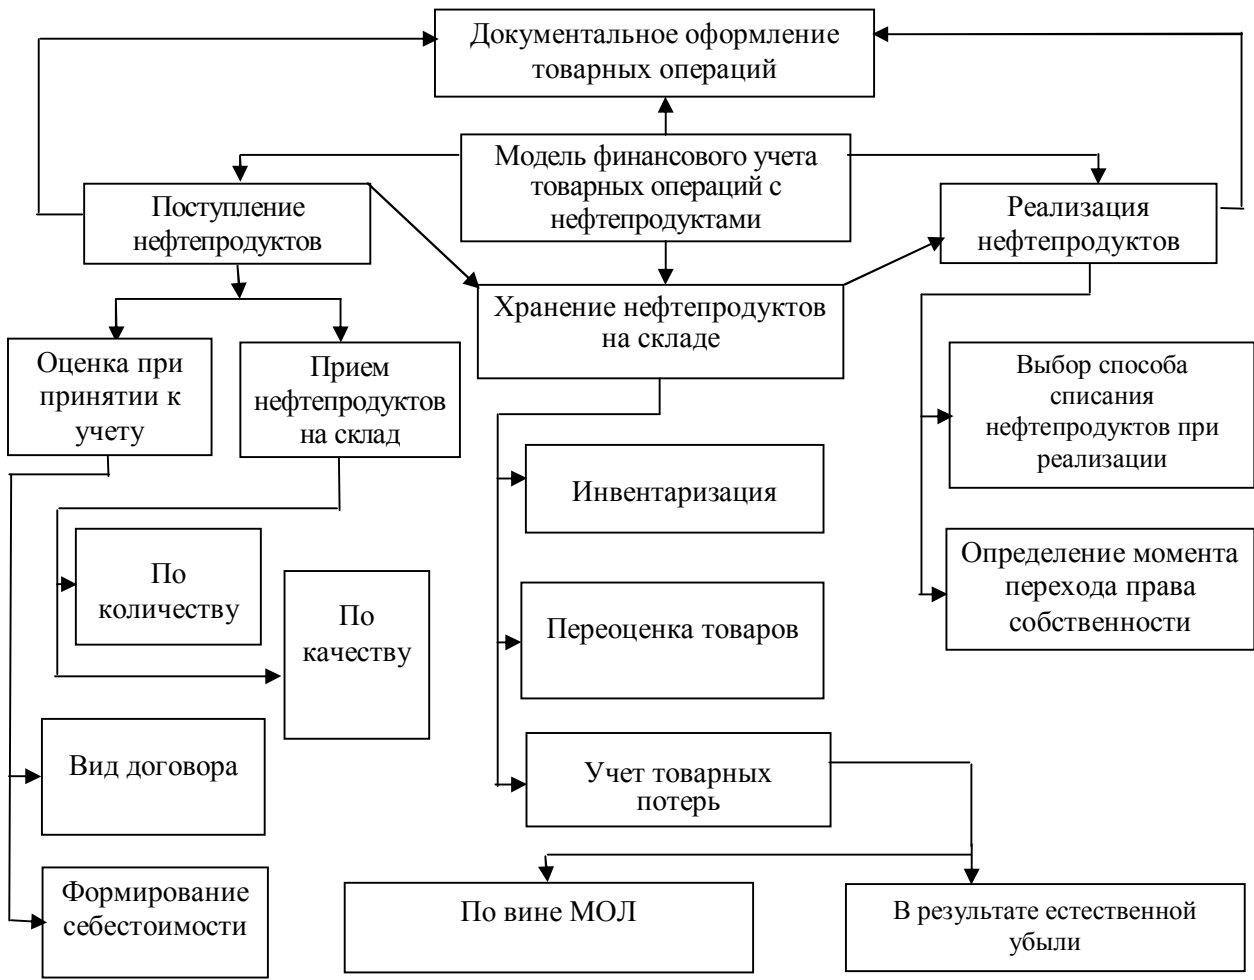 Документальное оформление
товарных операций
Модель финансового учета
товарных операций с
нефтепродуктами
Поступление
нефтепродуктов
Реализация
нефтепродуктов
Хранение нефтепродуктов
на складе
Оценка при
принятии к
учету
Прием
нефтепродуктов
на склад
Выбор способа
списания
нефтепродуктов при
реализации
Инвентаризация
По
количеству
По
качеству
Определение момента
перехода права
собственности
Переоценка товаров
Вид договора
Учет товарных
потерь
Формирование
себестоимости
По вине МОЛ
В результате естественной
убыли